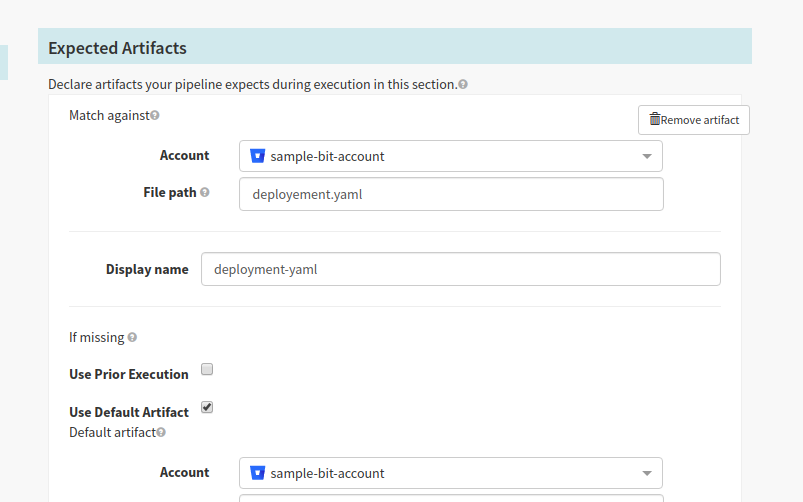 Expected Artifacts
Declare artifacts your pipeline expects during execution in this section.
Match against
Remove artifact
Account sample-bit-account
File path deployement.yaml
Display name deployment-yaml
If missing
Use Prior Execution
Use Default Artifact
Default artifact
Account sample-bit-account